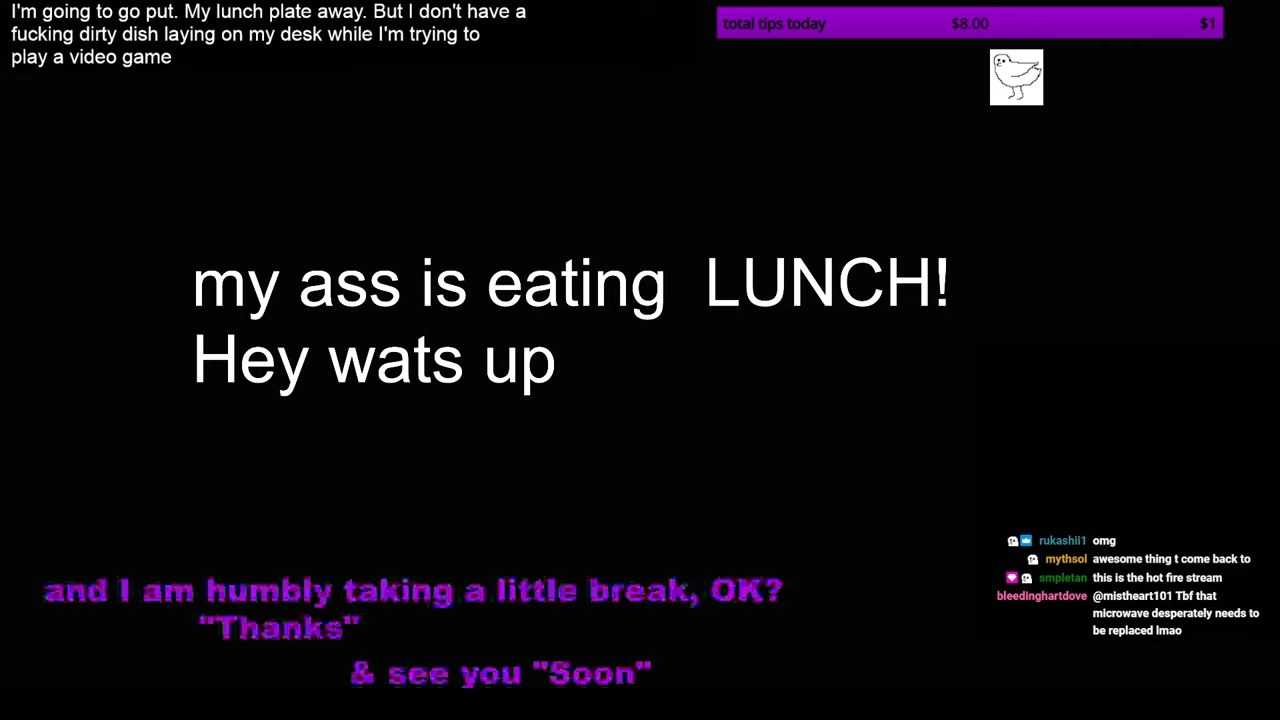 I'm going to go put. My lunch plate away. But I don't have a
fucking dirty dish laying on my desk while I'm trying to
play a video game
total tips today $8.00 $1
my ass is eating  LUNCH!
Hey wats up
and I am humbly taking a little break, OK?
"Thanks"
& see you "Soon"
rukashii1 omg
mythsol awesome thing t come back to
smpletan this is the hot fire stream
bleedinghartdove @mistheart101 Tbf that
microwave desperately needs to
be replaced lmao